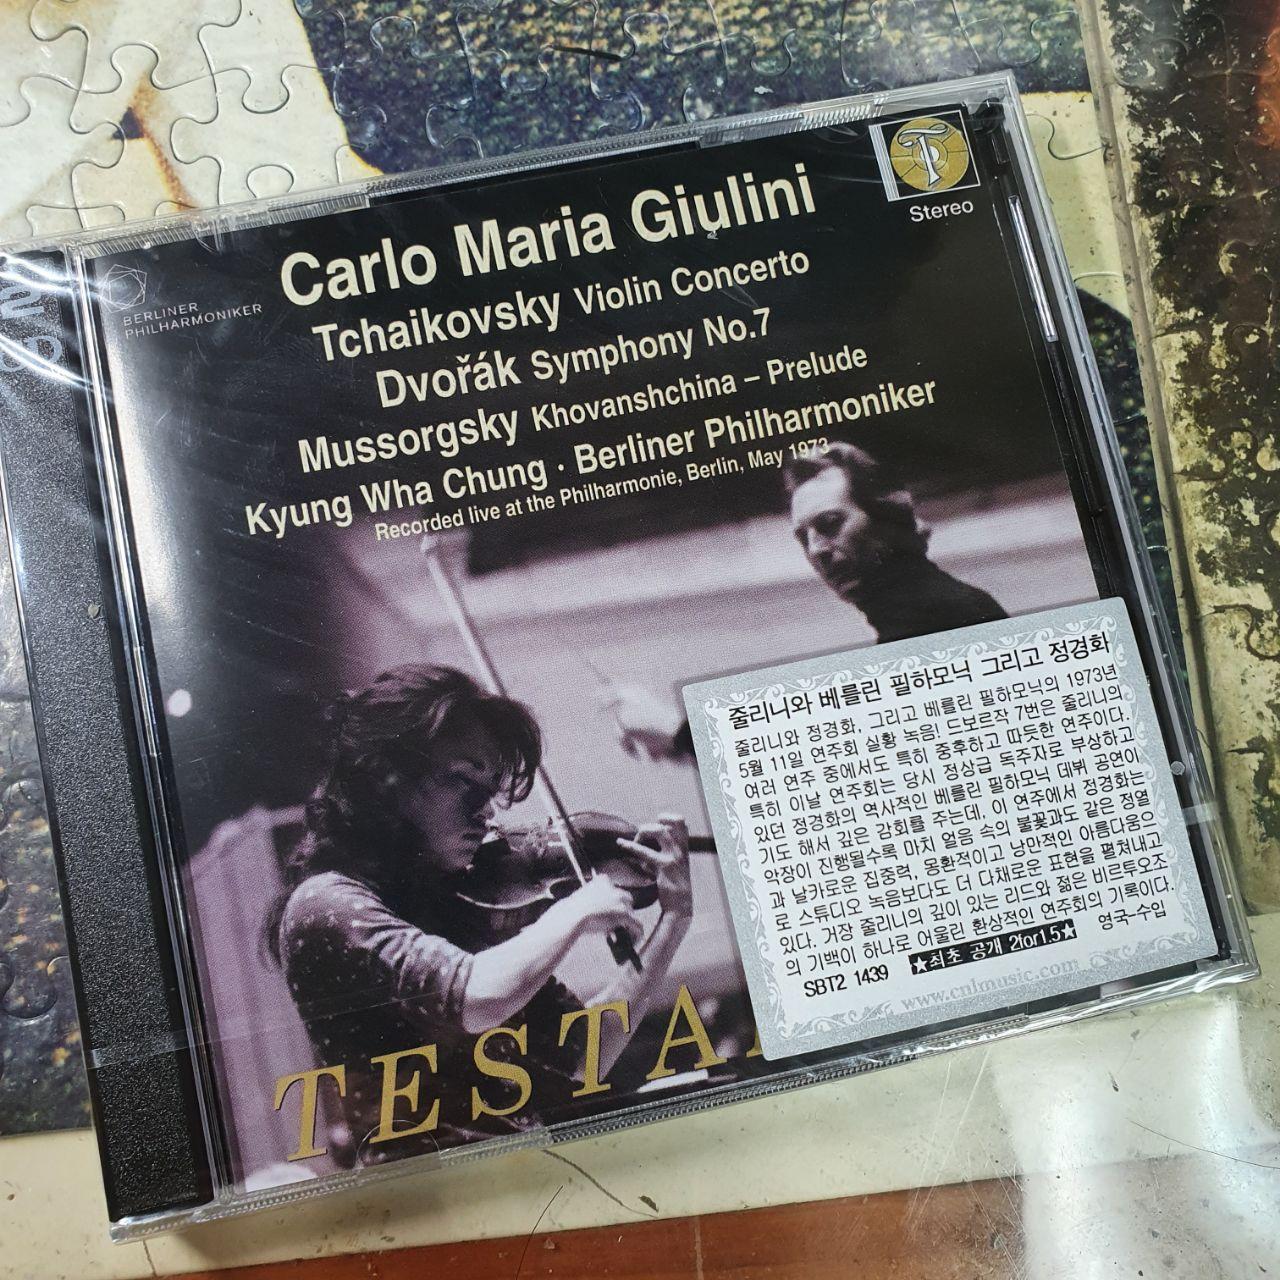 Carlo Maria Giulini
Tchaikovsky Violin Concerto
Dvořák Symphony No.7
Mussorgsky Khovanshchina – Prelude
Kyung Wha Chung · Berliner Philharmoniker
Recorded live at the Philharmonie, Berlin, May 1973
BERLINER
PHILHARMONIKER
Stereo
2
CD
줄리니와 베를린 필하모닉 그리고 정경화
줄리니와 정경화, 그리고 베를린 필하모닉의 1973년
5월 11일 연주회 실황 녹음! 드보르작 7번은 줄리니의
여러 연주 중에서도 특히 중후하고 따듯한 연주이다.
특히 이날 연주회는 당시 정상급 독주자로 부상하고
있던 정경화의 역사적인 베를린 필하모닉 데뷔 공연이
기도 해서 깊은 감회를 주는데, 이 연주에서 정경화는
악장이 진행될수록 마치 얼음 속의 불꽃과도 같은 정열
과 날카로운 집중력, 몽환적이고 낭만적인 아름다움으
로 스튜디오 녹음보다도 더 다채로운 표현을 펼쳐내고
있다. 거장 줄리니의 깊이 있는 리드와 젊은 비르투오조
의 기백이 하나로 어울린 환상적인 연주회의 기록이다.
SBT2 1439 ★최초 공개 2for1.5★ 영국-수입
www.cnlmusic.com
TESTA